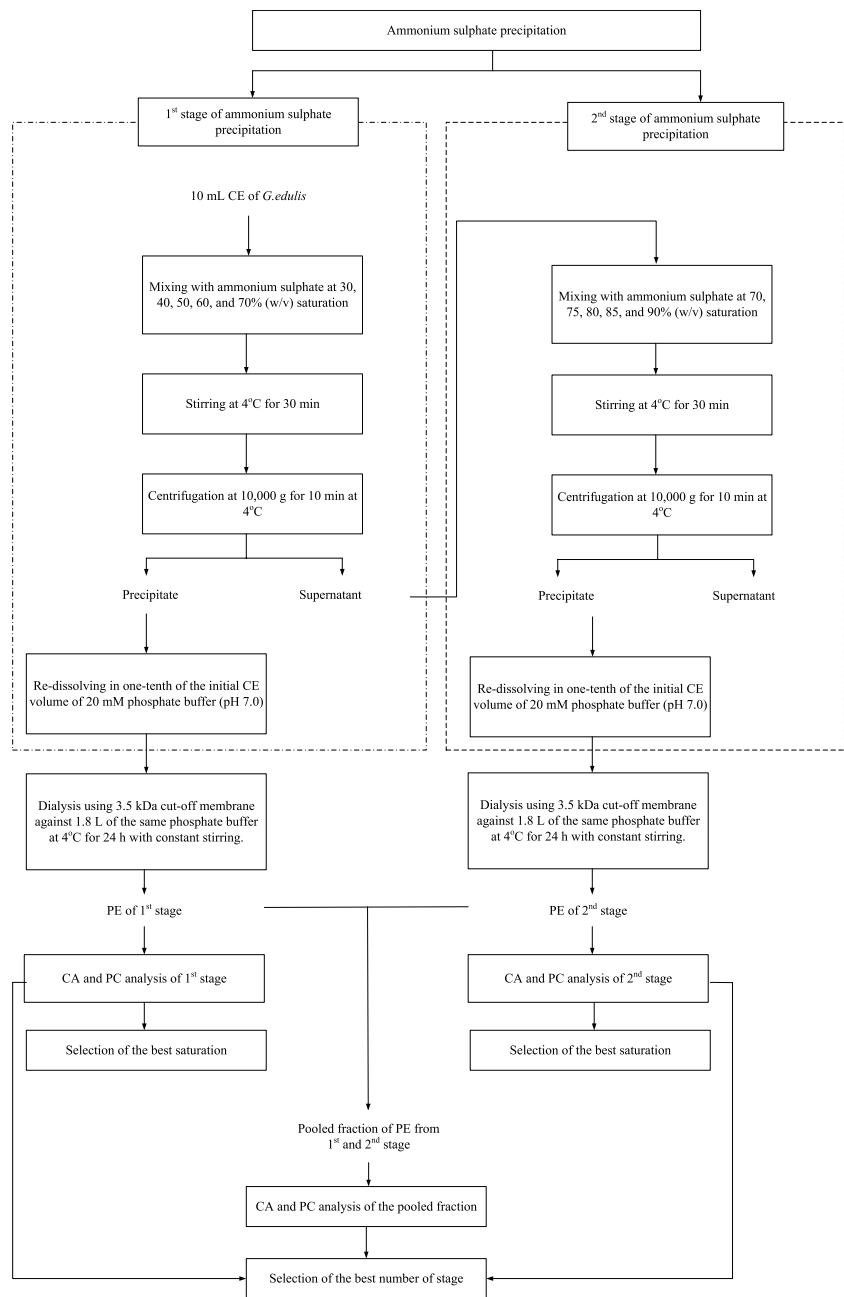 Ammonium sulphate precipitation
1st stage of ammonium sulphate
precipitation
10 mL CE of G.edulis
Mixing with ammonium sulphate at 30,
40, 50, 60, and 70% (w/v) saturation
Stirring at 4oC for 30 min
Centrifugation at 10,000 g for 10 min at
4oC
Precipitate
Supernatant
Re-dissolving in one-tenth of the initial CE
volume of 20 mM phosphate buffer (pH 7.0)
Dialysis using 3.5 kDa cut-off membrane
against 1.8 L of the same phosphate buffer
at 4oC for 24 h with constant stirring.
PE of 1st stage
CA and PC analysis of 1st stage
Selection of the best saturation
2nd stage of ammonium sulphate
precipitation
Mixing with ammonium sulphate at 70,
75, 80, 85, and 90% (w/v) saturation
Stirring at 4oC for 30 min
Centrifugation at 10,000 g for 10 min at
4oC
Precipitate
Supernatant
Re-dissolving in one-tenth of the initial CE
volume of 20 mM phosphate buffer (pH 7.0)
Dialysis using 3.5 kDa cut-off membrane
against 1.8 L of the same phosphate buffer
at 4oC for 24 h with constant stirring.
PE of 2nd stage
CA and PC analysis of 2nd stage
Selection of the best saturation
Pooled fraction of PE from
1st and 2nd stage
CA and PC analysis of the pooled fraction
Selection of the best number of stage